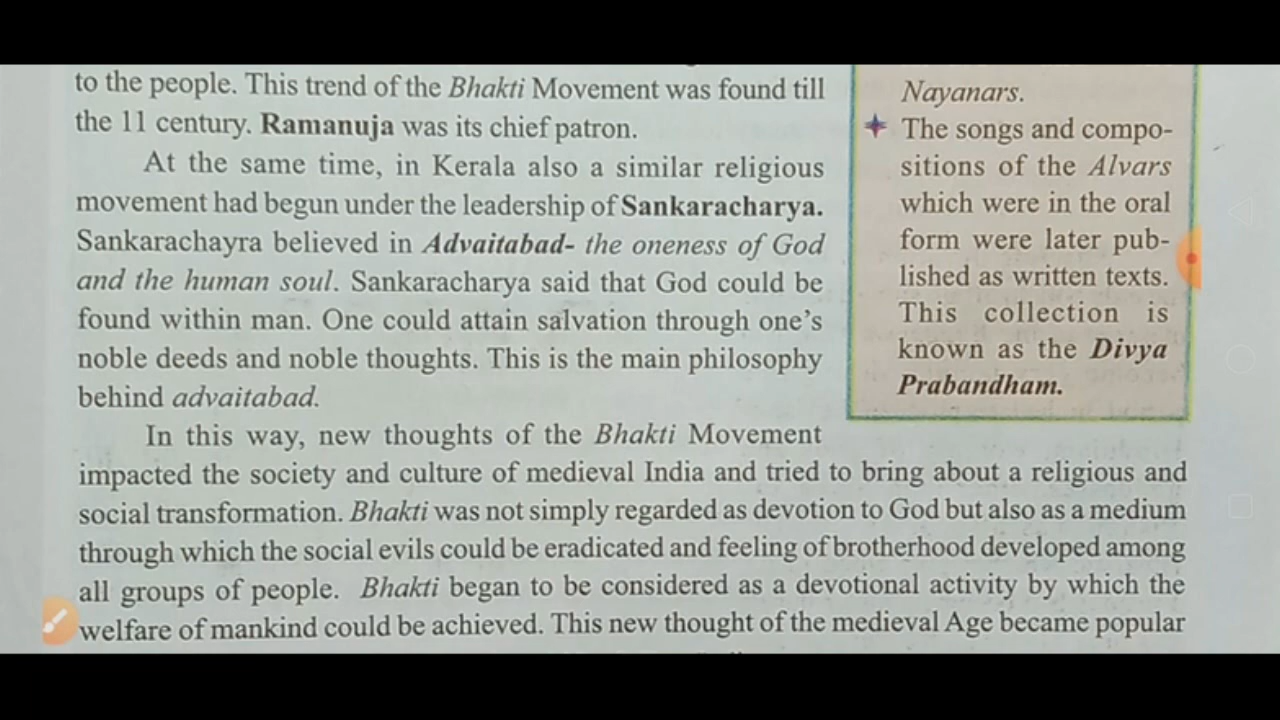 to the people. This trend of the Bhakti Movement was found till
the 11 century. Ramanuja was its chief patron.
At the same time, in Kerala also a similar religious
movement had begun under the leadership of Sankaracharya.
Sankarachayra believed in Advaitabad- the oneness of God
and the human soul. Sankaracharya said that God could be
found within man. One could attain salvation through one's
noble deeds and noble thoughts. This is the main philosophy
behind advaitabad.
In this way, new thoughts of the Bhakti Movement
impacted the society and culture of medieval India and tried to bring about a religious and
social transformation. Bhakti was not simply regarded as devotion to God but also as a medium
through which the social evils could be eradicated and feeling of brotherhood developed among
all groups of people. Bhakti began to be considered as a devotional activity by which the
welfare of mankind could be achieved. This new thought of the medieval Age became popular
Nayanars.
The songs and compo-
sitions of the Alvars
which were in the oral
form were later pub-
lished as written texts.
This collection is
known as the Divya
Prabandham.